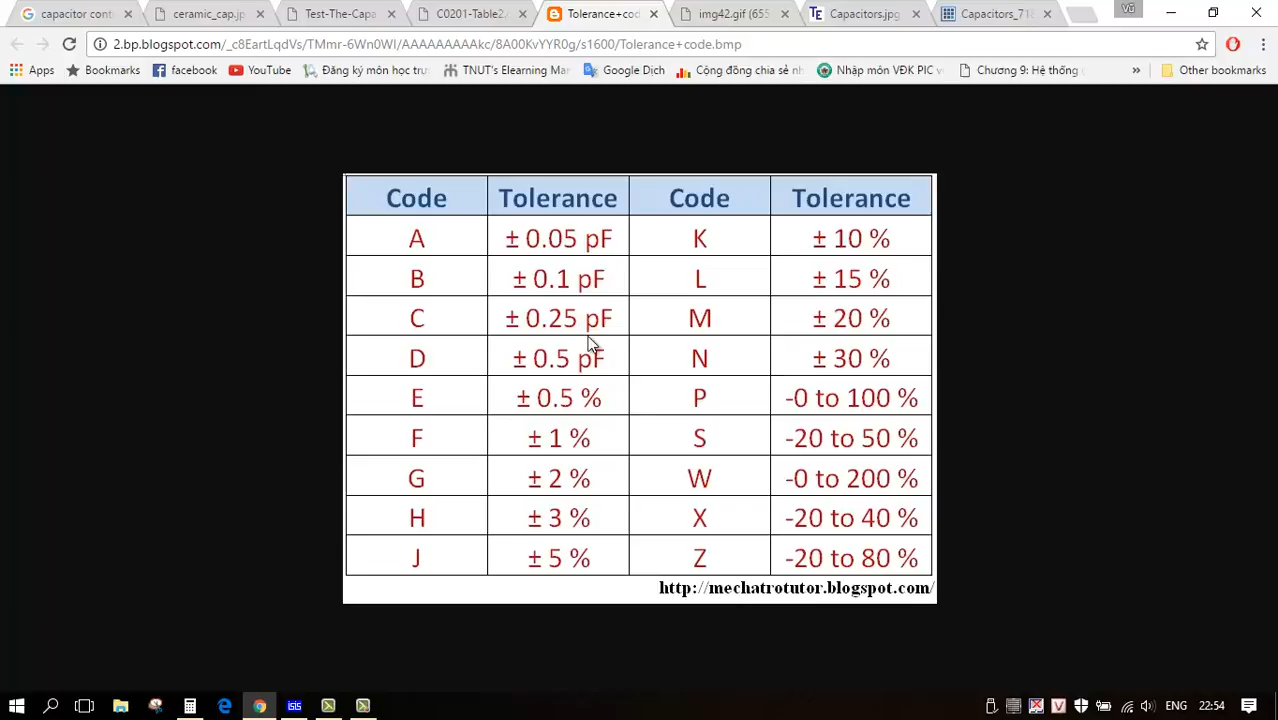 capacitor cont
ceramic_cap.j
Test-The-Capa
C0201-Table2
Tolerance+co
img42.gif (655
Capacitors.jpg
Capacitors_71
VG
2.bp.blogspot.com/_c8EartLqdVs/TMmr-6Wn0WI/AAAAAAAAAkc/8A00KvYYR0g/s1600/Tolerance+code.bmp
Apps
Bookmarks
facebook
YouTube
Đăng ký môn học trự
TNUT's Elearning Mar
Google Dịch
Cộng đồng chia sẻ nh
Nhập môn VĐK PIC v
Chương 9: Hệ thống
»
Other bookmarks
Code Tolerance Code Tolerance
A ± 0.05 pF K ± 10 %
B ± 0.1 pF L ± 15 %
C ± 0.25 pF M ± 20 %
D ± 0.5 pF N ± 30 %
E ± 0.5 % P -0 to 100 %
F ± 1 % S -20 to 50 %
G ± 2 % W -0 to 200 %
H ± 3 % X -20 to 40 %
J ± 5 % Z -20 to 80 %
http://mechatrotutor.blogspot.com/
ENG
22:54